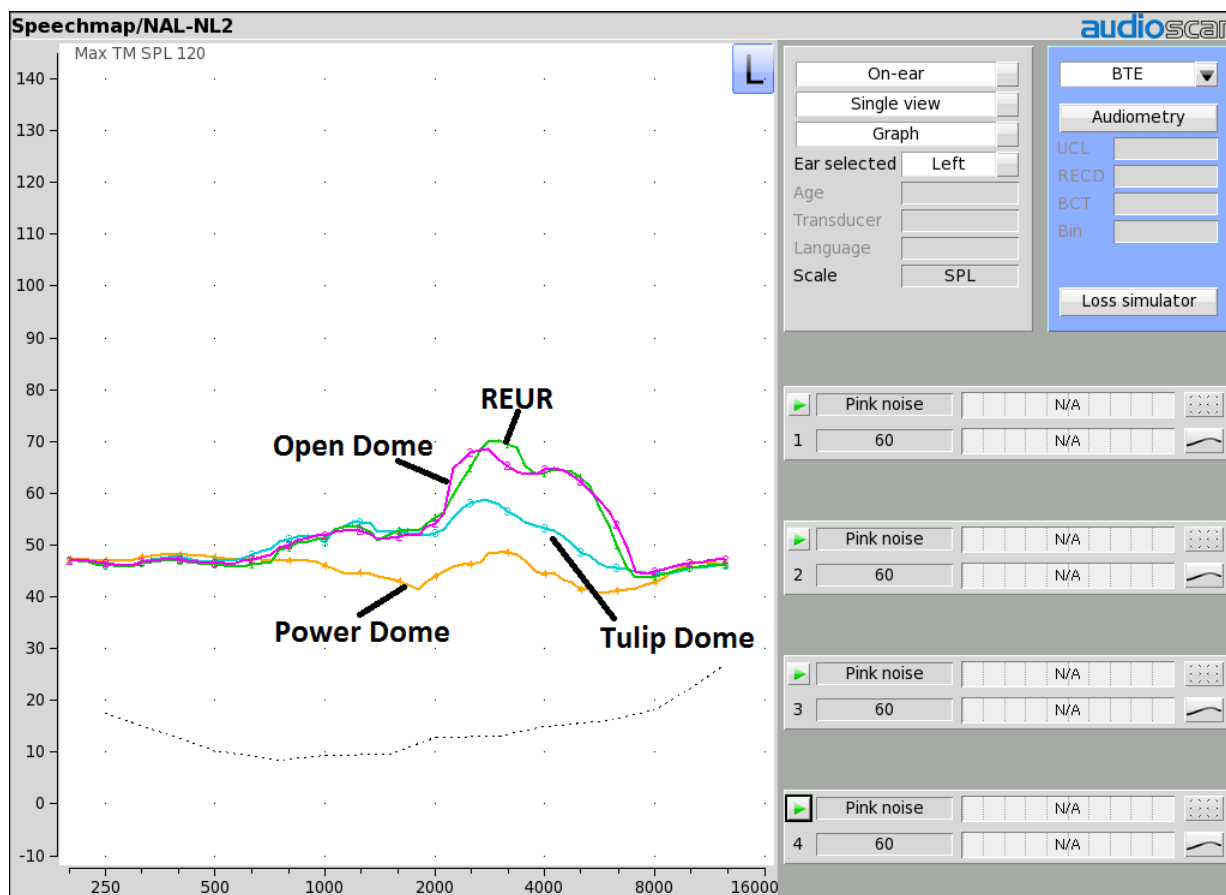 Speechmap/NAL-NL2
audioscan
Max TM SPL 120
L
140
130
120
110
100
90
80
70
60
50
40
30
20
10
0
-10
250 500 1000 2000 4000 8000 16000
REUR
Open Dome
Power Dome
Tulip Dome
On-ear
Single view
Graph
Ear selected Left
Age
Transducer
Language
Scale SPL
BTE
Audiometry
UCL
RECD
BCT
Bin
Loss simulator
Pink noise N/A
1 60
Pink noise N/A
2 60
Pink noise N/A
3 60
Pink noise N/A
4 60